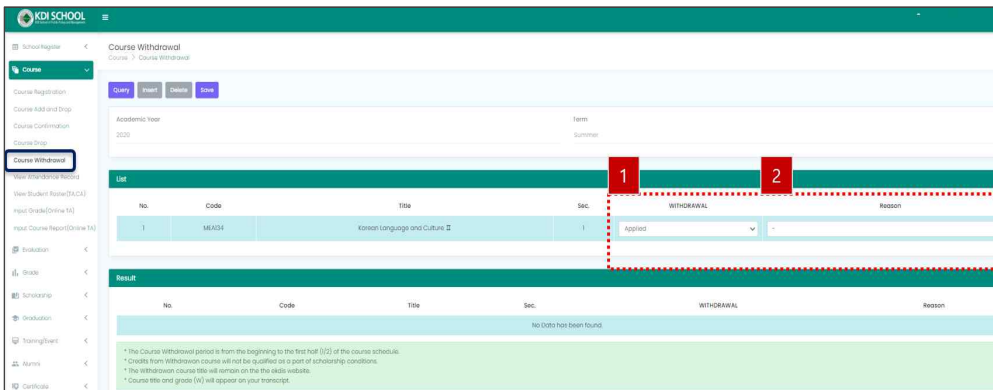 KDI SCHOOL
School Register
Course
Course Registration
Course Add and Drop
Course Confirmation
Course Drop
Course Withdrawal
View Attendance Record
View Student Roster(TA,CA)
Input Grade(Online TA)
Input Course Report(Online TA)
Evaluation
Grade
Scholarship
Graduation
Training/Event
Alumni
Certificate
Course Withdrawal
Course > Course Withdrawal
Query Insert Delete Save
Academic Year Term
2020 Summer
List
1 2
No. Code Title Sec. WITHDRAWAL Reason
1 Korean Language and Culture Ⅱ 1 Applied -
Result
No. Code Title Sec. WITHDRAWAL Reason
No Data has been found.
* The Course Withdrawal period is from the beginning to the first half (1/2) of the course schedule.
* Credits from Withdrawan course will not be qualified as a part of scholarship conditions.
* The Withdrawan course title will remain on the the ekdis website.
* Course title and grade (W) will appear on your transcript.